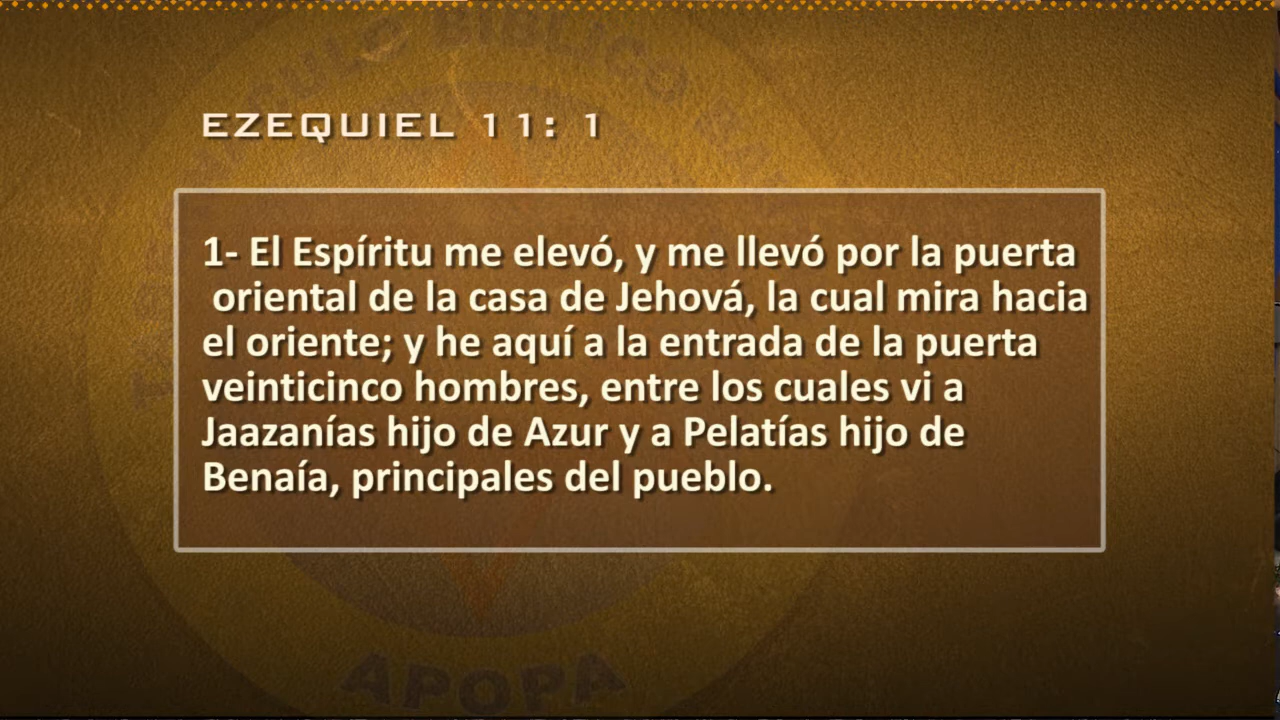 EZEQUIEL 11: 1
1- El Espíritu me elevó, y me llevó por la puerta
oriental de la casa de Jehová, la cual mira hacia
el oriente; y he aquí a la entrada de la puerta
veinticinco hombres, entre los cuales vi a
Jaazanías hijo de Azur y a Pelatías hijo de
Benaía, principales del pueblo.
APOPA